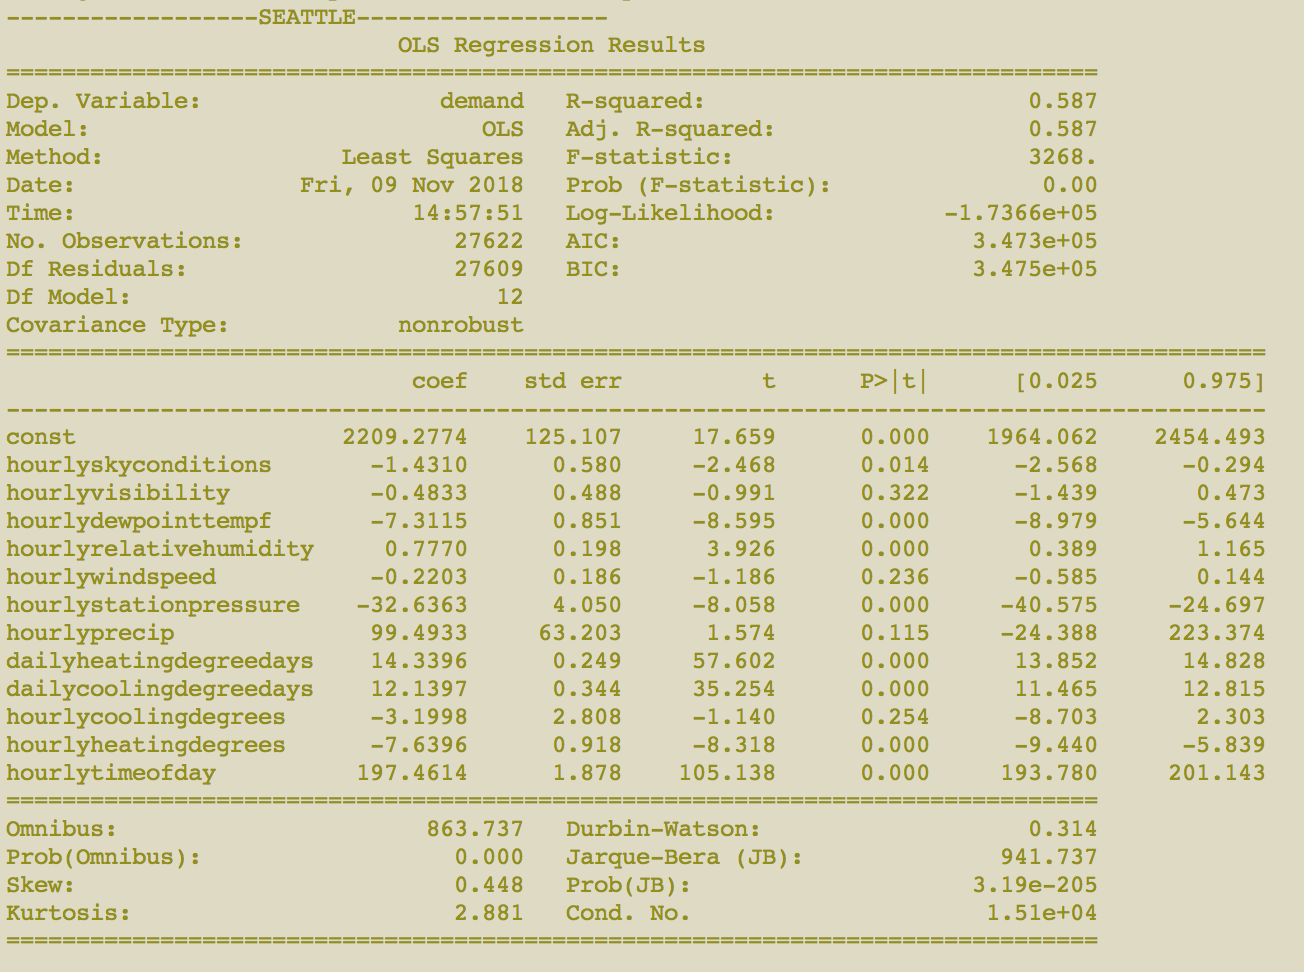 ------------------SEATTLE------------------
OLS Regression Results
==============================================================================
Dep. Variable: demand R-squared: 0.587
Model: OLS Adj. R-squared: 0.587
Method: Least Squares F-statistic: 3268.
Date: Fri, 09 Nov 2018 Prob (F-statistic): 0.00
Time: 14:57:51 Log-Likelihood: -1.7366e+05
No. Observations: 27622 AIC: 3.473e+05
Df Residuals: 27609 BIC: 3.475e+05
Df Model: 12
Covariance Type: nonrobust
==========================================================================================
coef std err t P>|t| [0.025 0.975]
------------------------------------------------------------------------------------------
const 2209.2774 125.107 17.659 0.000 1964.062 2454.493
hourlyskyconditions -1.4310 0.580 -2.468 0.014 -2.568 -0.294
hourlyvisibility -0.4833 0.488 -0.991 0.322 -1.439 0.473
hourlydewpointtempf -7.3115 0.851 -8.595 0.000 -8.979 -5.644
hourlyrelativehumidity 0.7770 0.198 3.926 0.000 0.389 1.165
hourlywindspeed -0.2203 0.186 -1.186 0.236 -0.585 0.144
hourlystationpressure -32.6363 4.050 -8.058 0.000 -40.575 -24.697
hourlyprecip 99.4933 63.203 1.574 0.115 -24.388 223.374
dailyheatingdegreedays 14.3396 0.249 57.602 0.000 13.852 14.828
dailycoolingdegreedays 12.1397 0.344 35.254 0.000 11.465 12.815
hourlycoolingdegrees -3.1998 2.808 -1.140 0.254 -8.703 2.303
hourlyheatingdegrees -7.6396 0.918 -8.318 0.000 -9.440 -5.839
hourlytimeofday 197.4614 1.878 105.138 0.000 193.780 201.143
==============================================================================
Omnibus: 863.737 Durbin-Watson: 0.314
Prob(Omnibus): 0.000 Jarque-Bera (JB): 941.737
Skew: 0.448 Prob(JB): 3.19e-205
Kurtosis: 2.881 Cond. No. 1.51e+04
==============================================================================